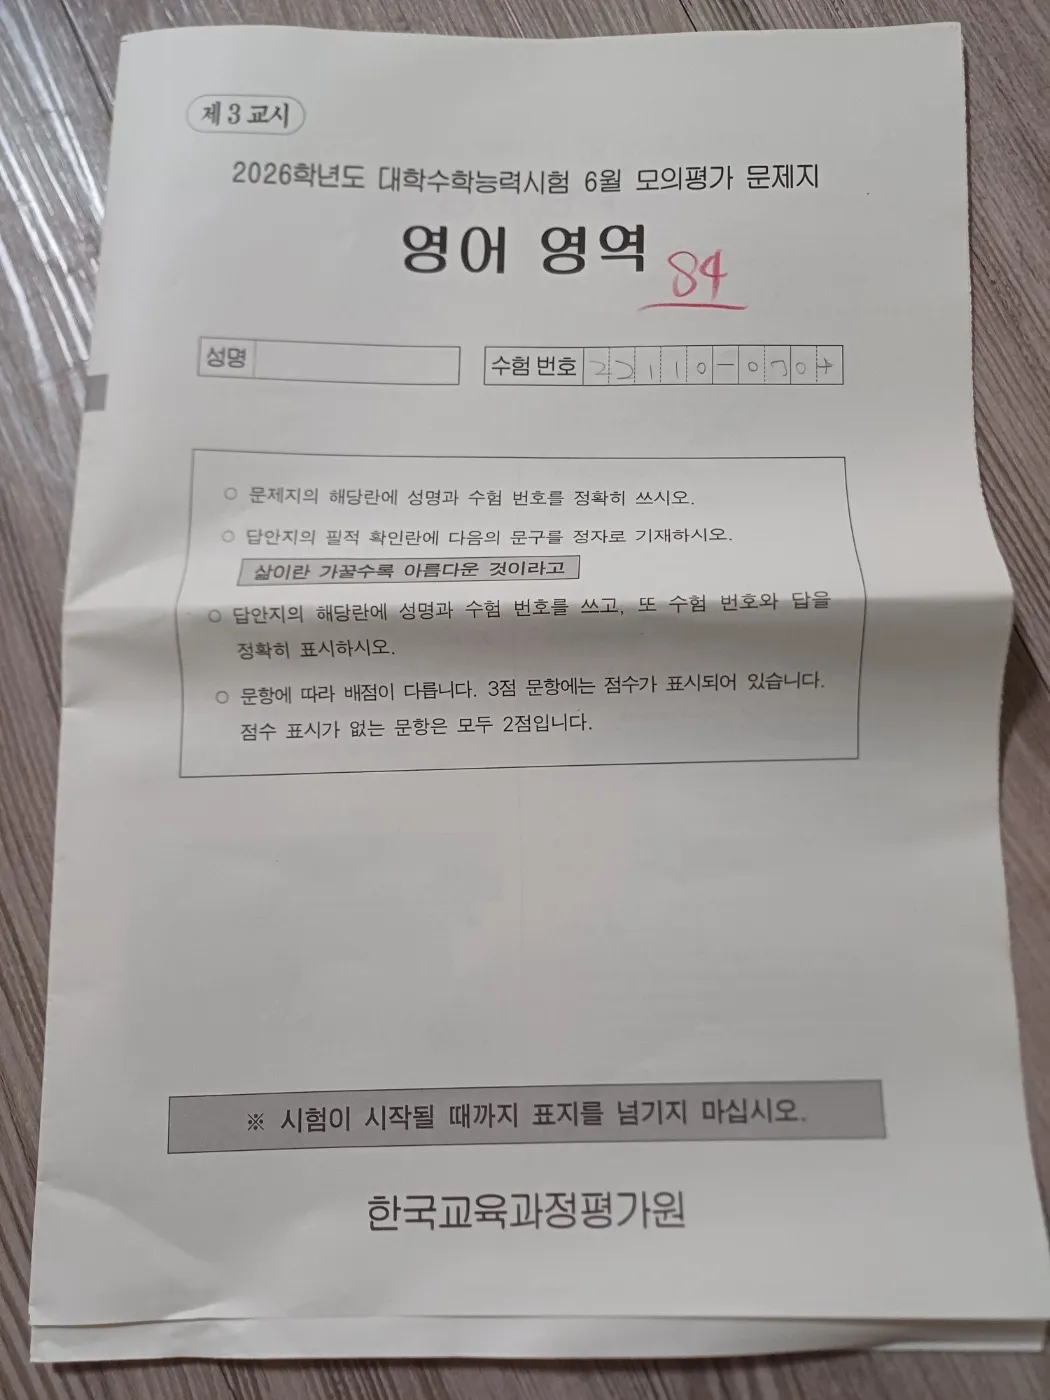 제 3 교시
2026학년도 대학수학능력시험 6월 모의평가 문제지
영어 영역
84
성명
수험 번호 22110-0704
○ 문제지의 해당란에 성명과 수험 번호를 정확히 쓰시오.
○ 답안지의 필적 확인란에 다음의 문구를 정자로 기재하시오.
삶이란 가꿀수록 아름다운 것이라고
○ 답안지의 해당란에 성명과 수험 번호를 쓰고, 또 수험 번호와 답을
정확히 표시하시오.
○ 문항에 따라 배점이 다릅니다. 3점 문항에는 점수가 표시되어 있습니다.
점수 표시가 없는 문항은 모두 2점입니다.
※ 시험이 시작될 때까지 표지를 넘기지 마십시오.
한국교육과정평가원